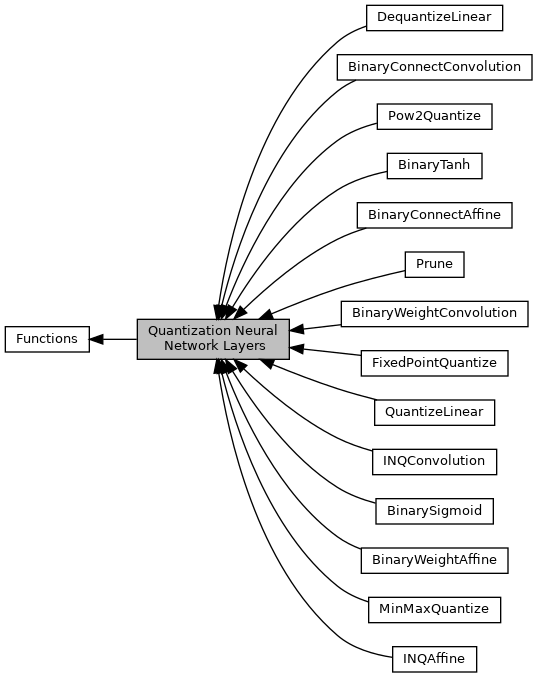 DequantizeLinear
BinaryConnectConvolution
Pow2Quantize
BinaryTanh
BinaryConnectAffine
Prune
BinaryWeightConvolution
Functions
Quantization Neural
Network Layers
FixedPointQuantize
QuantizeLinear
INQConvolution
BinarySigmoid
BinaryWeightAffine
MinMaxQuantize
INQAffine